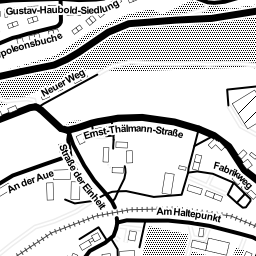 Gustav-Haubold-Siedlung
poleonsbuche
Neuer Weg
Ernst-Thälmann-Straße
Straße der Einheit
An der Aue
Fabrikweg
Am Haltepunkt